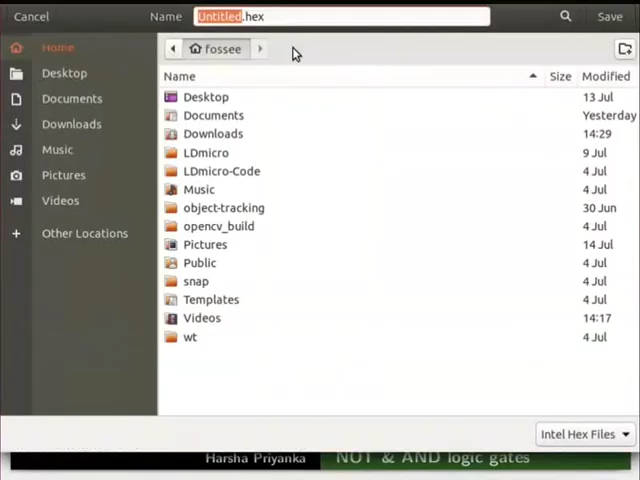 Cancel Name Untitled.hex Save
Home fossee
Desktop Name Size Modified
Documents Desktop 13 Jul
Downloads Documents Yesterday
Music Downloads 14:29
Pictures LDmicro 9 Jul
Videos LDmicro-Code 4 Jul
Other Locations Music 4 Jul
object-tracking 30 Jun
opencv_build 4 Jul
Pictures 14 Jul
Public 4 Jul
snap 4 Jul
Templates 4 Jul
Videos 14:17
wt 4 Jul
Intel Hex Files
Harsha Priyanka NOT & AND logic gates